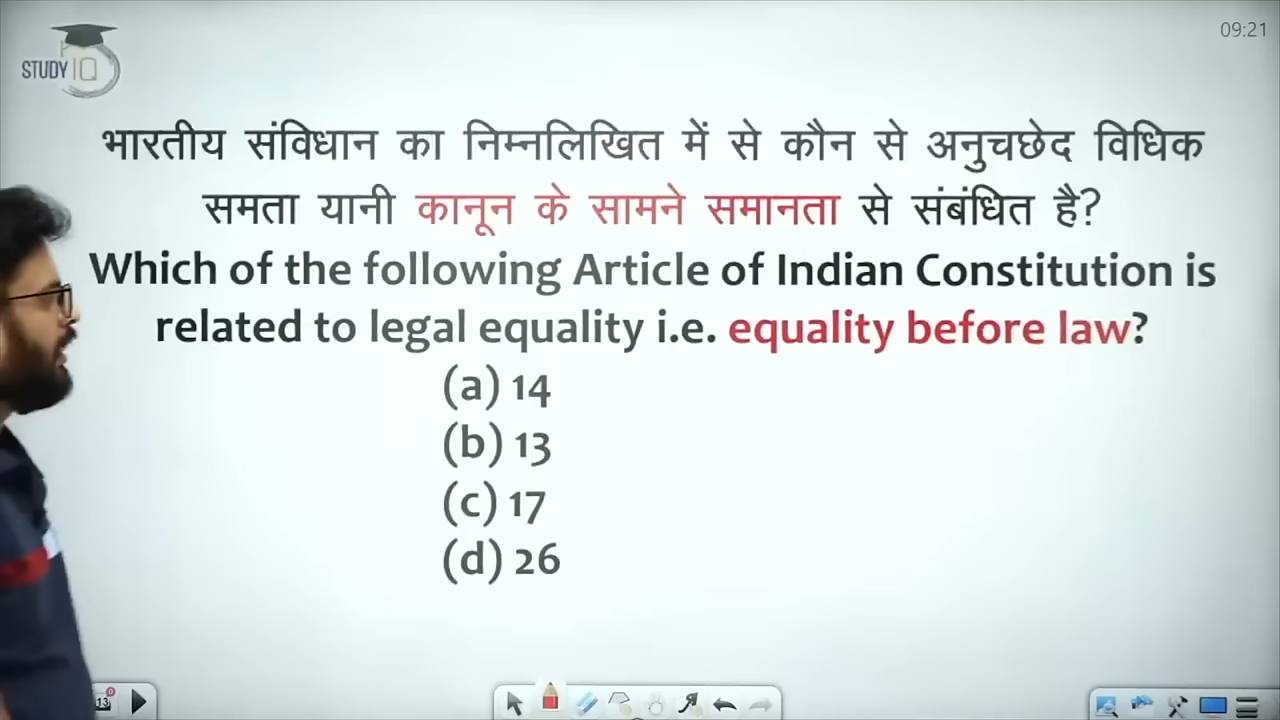 STUDY IQ
09:21
भारतीय संविधान का निम्नलिखित में से कौन से अनुचछेद विधिक
समता यानी कानून के सामने समानता से संबंधित है?
Which of the following Article of Indian Constitution is
related to legal equality i.e. equality before law?
(a) 14
(b) 13
(c) 17
(d) 26
13